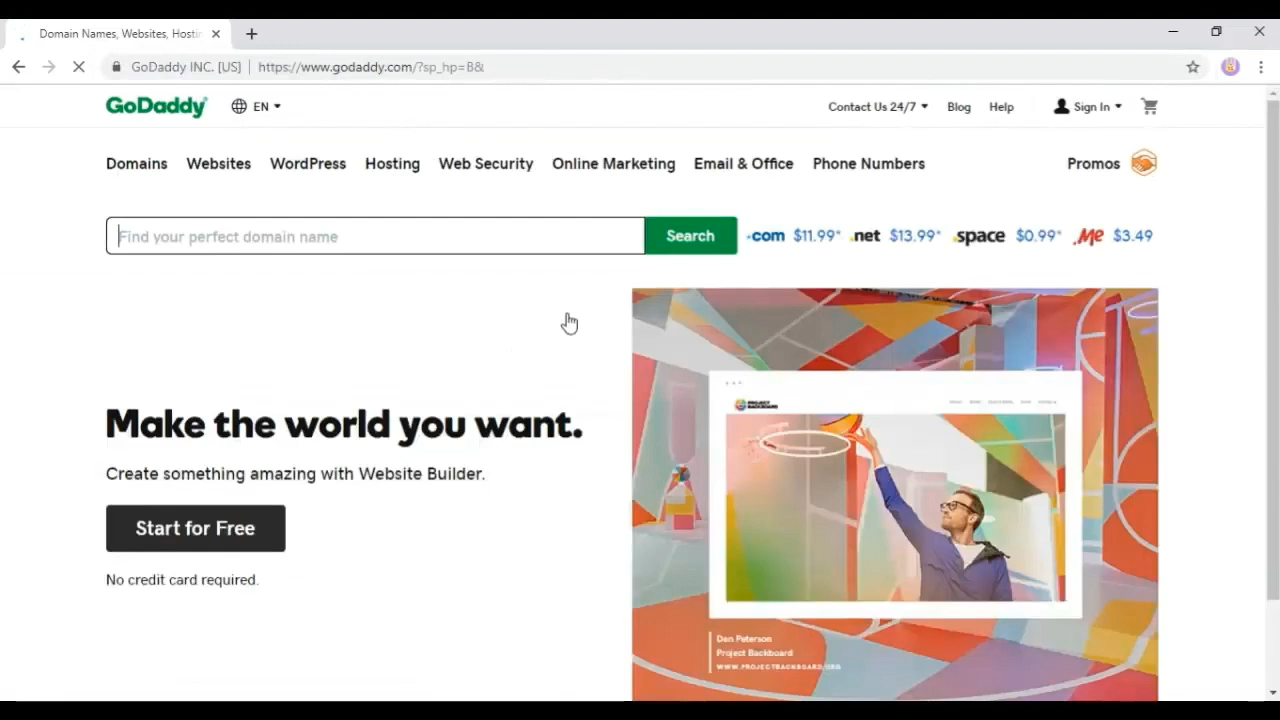 Domain Names, Websites, Hostin
GoDaddy INC. [US] https://www.godaddy.com/?sp_hp=B&
GoDaddy EN Contact Us 24/7 Blog Help Sign In
Domains Websites WordPress Hosting Web Security Online Marketing Email & Office Phone Numbers Promos
Find your perfect domain name Search .com $11.99* .net $13.99* .space $0.99* .Me $3.49
PROJECT
BACKBOARD
Make the world you want.
Create something amazing with Website Builder.
Start for Free
No credit card required.
Dan Peterson
Project Backboard
WWW.PROJECTBACKBOARD.ORG